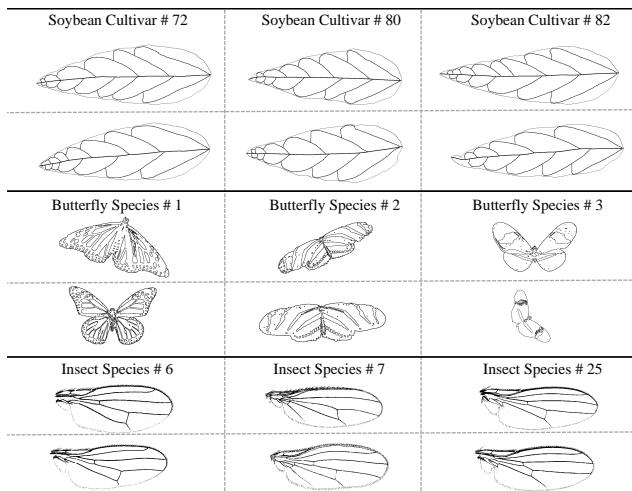 Soybean Cultivar # 72 Soybean Cultivar # 80 Soybean Cultivar # 82
Butterfly Species # 1 Butterfly Species # 2 Butterfly Species # 3
Insect Species # 6 Insect Species # 7 Insect Species # 25